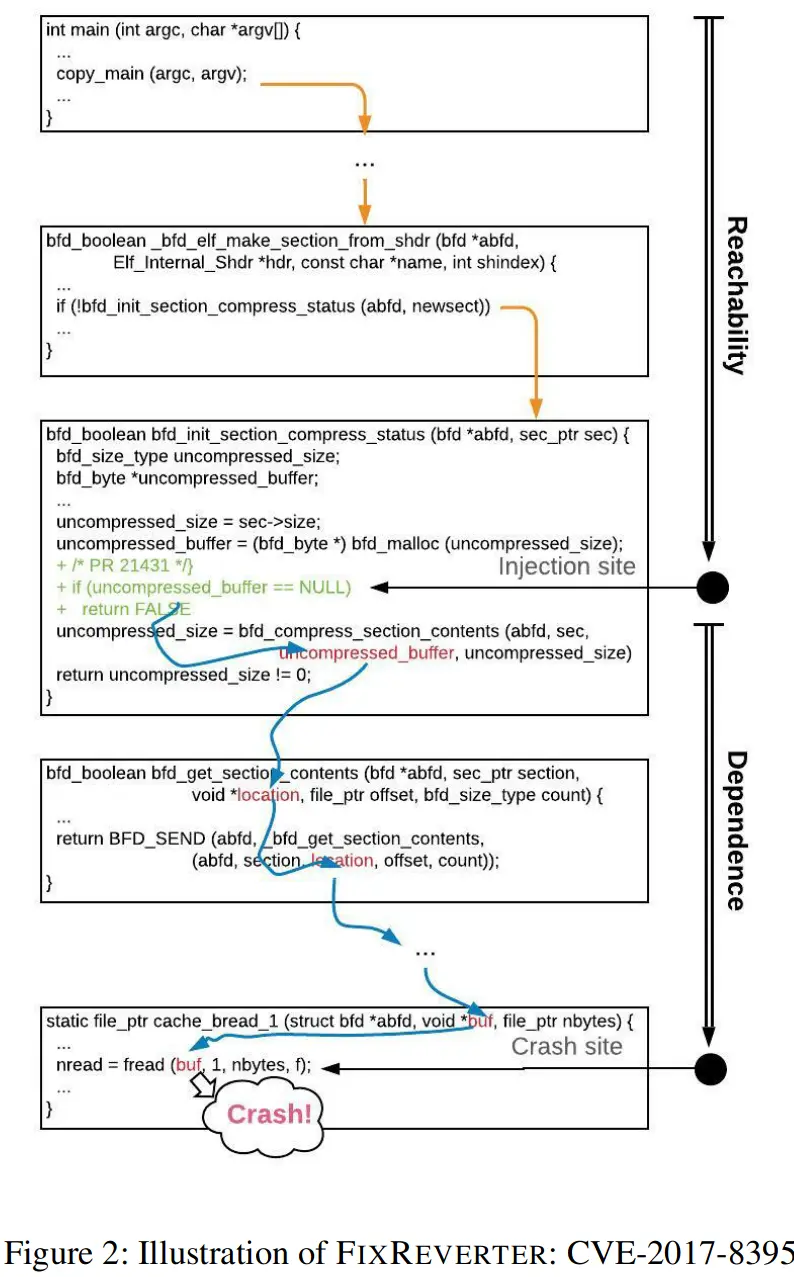 int main (int argc, char *argv[]) {
...
copy_main (argc, argv);
...
}
...
bfd_boolean _bfd_elf_make_section_from_shdr (bfd *abfd,
Elf_Internal_Shdr *hdr, const char *name, int shindex) {
...
if (!bfd_init_section_compress_status (abfd, newsect))
...
}
Reachability
bfd_boolean bfd_init_section_compress_status (bfd *abfd, sec_ptr sec) {
bfd_size_type uncompressed_size;
bfd_byte *uncompressed_buffer;
...
uncompressed_size = sec->size;
uncompressed_buffer = (bfd_byte *) bfd_malloc (uncompressed_size);
+ /* PR 21431 */}
+ if (uncompressed_buffer == NULL)
+ return FALSE
Injection site
uncompressed_size = bfd_compress_section_contents (abfd, sec,
uncompressed_buffer, uncompressed_size)
return uncompressed_size != 0;
}
bfd_boolean bfd_get_section_contents (bfd *abfd, sec_ptr section,
void *location, file_ptr offset, bfd_size_type count) {
...
return BFD_SEND (abfd, _bfd_get_section_contents,
(abfd, section, location, offset, count));
}
Dependence
...
static file_ptr cache_bread_1 (struct bfd *abfd, void *buf, file_ptr nbytes) {
...
Crash site
nread = fread (buf, 1, nbytes, f);
...
}
Crash!
Figure 2: Illustration of FIXREVERTER: CVE-2017-8395